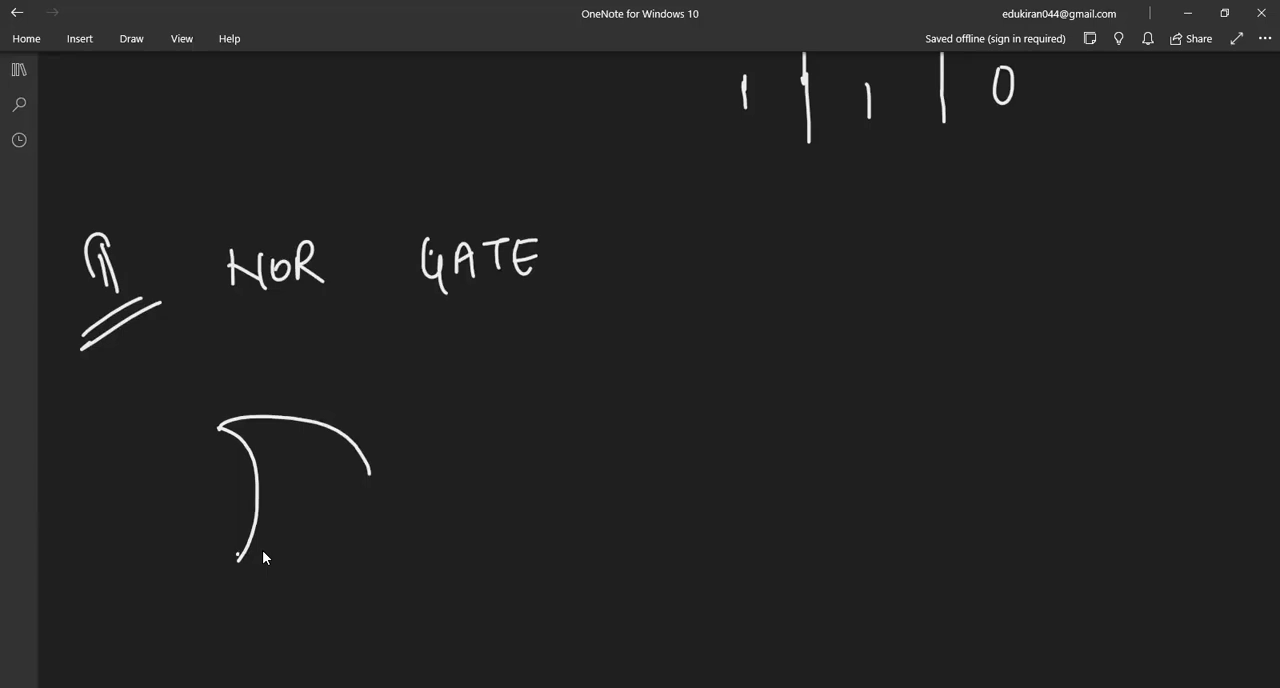 OneNote for Windows 10
edukiran044@gmail.com
Home Insert Draw View Help
Saved offline (sign in required)
Share
1 | 1 | 0
NOR GATE